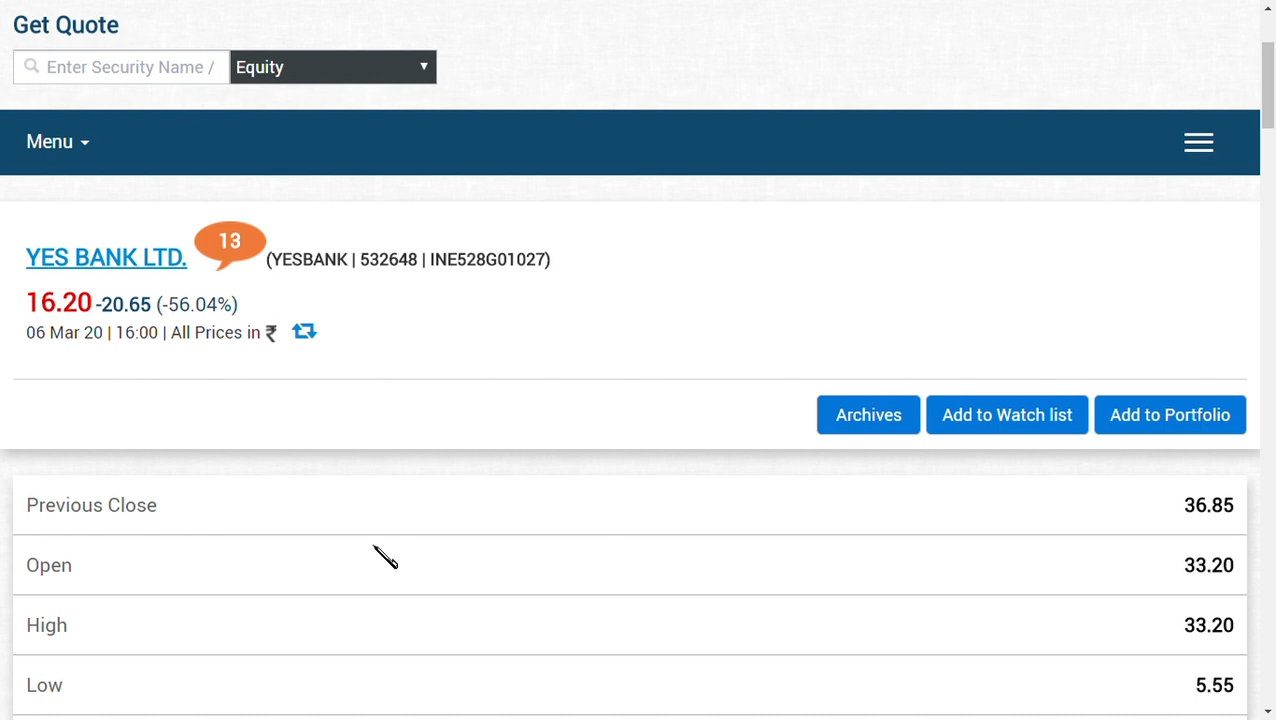 Get Quote
Enter Security Name /
Equity
Menu
YES BANK LTD. 13 (YESBANK | 532648 | INE528G01027)
16.20 -20.65 (-56.04%)
06 Mar 20 | 16:00 | All Prices in ₹
Archives
Add to Watch list
Add to Portfolio
Previous Close 36.85
Open 33.20
High 33.20
Low 5.55